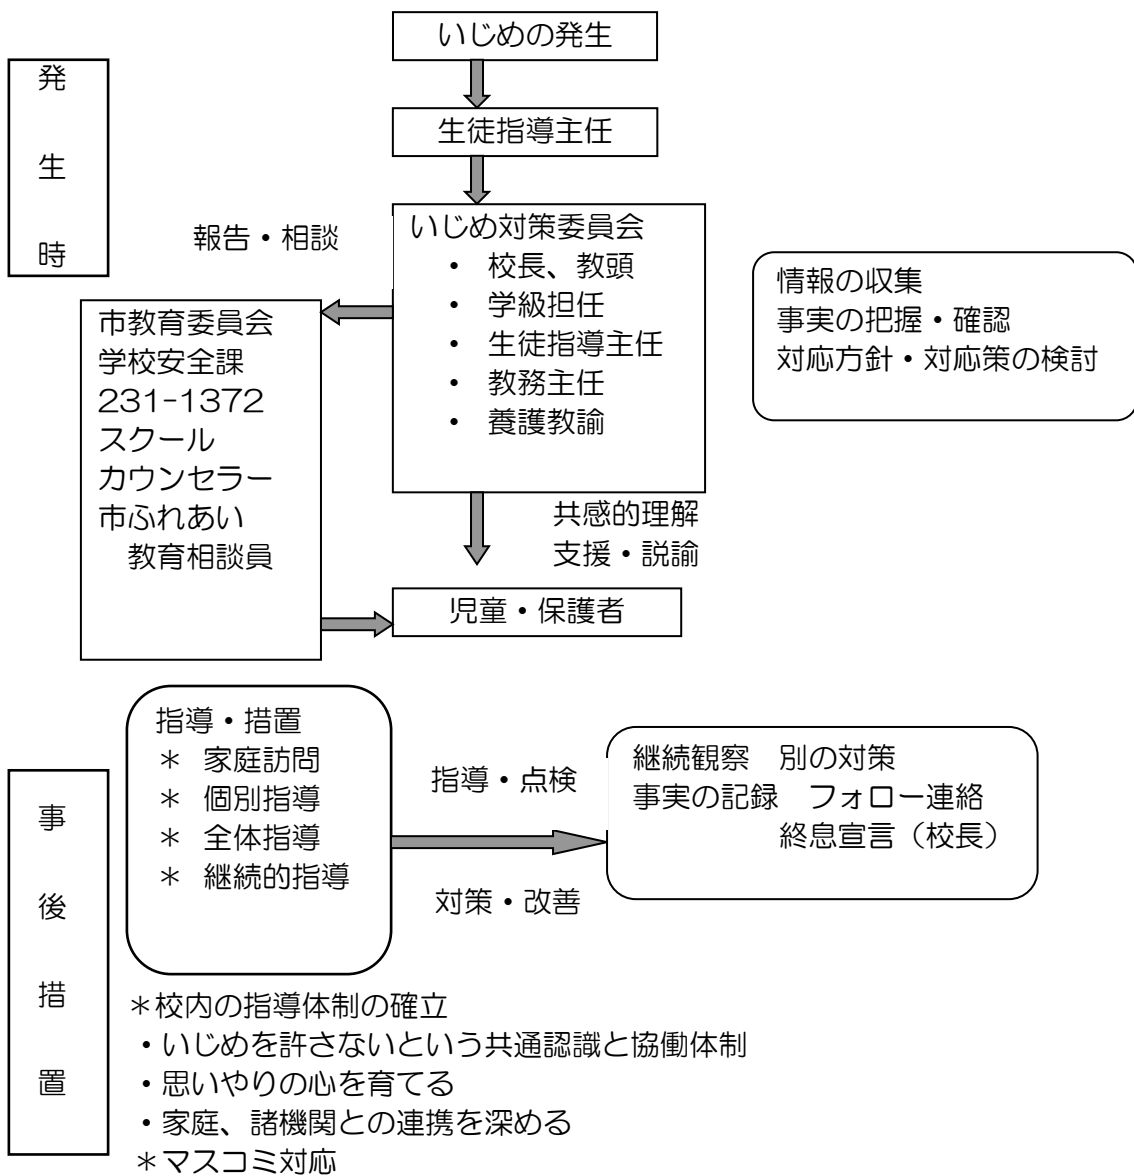 いじめの発生
発生時
生徒指導主任
いじめ対策委員会
・ 校長、教頭
・ 学級担任
・ 生徒指導主任
・ 教務主任
・ 養護教諭
報告・相談
情報の収集
事実の把握・確認
対応方針・対応策の検討
市教育委員会
学校安全課
231-1372
スクール
カウンセラー
市ふれあい
教育相談員
共感的理解
支援・説諭
児童・保護者
事後措置
指導・措置
＊ 家庭訪問
＊ 個別指導
＊ 全体指導
＊ 継続的指導
指導・点検
対策・改善
継続観察　別の対策
事実の記録　フォロー連絡
終息宣言（校長）
＊校内の指導体制の確立
・いじめを許さないという共通認識と協働体制
・思いやりの心を育てる
・家庭、諸機関との連携を深める
＊マスコミ対応